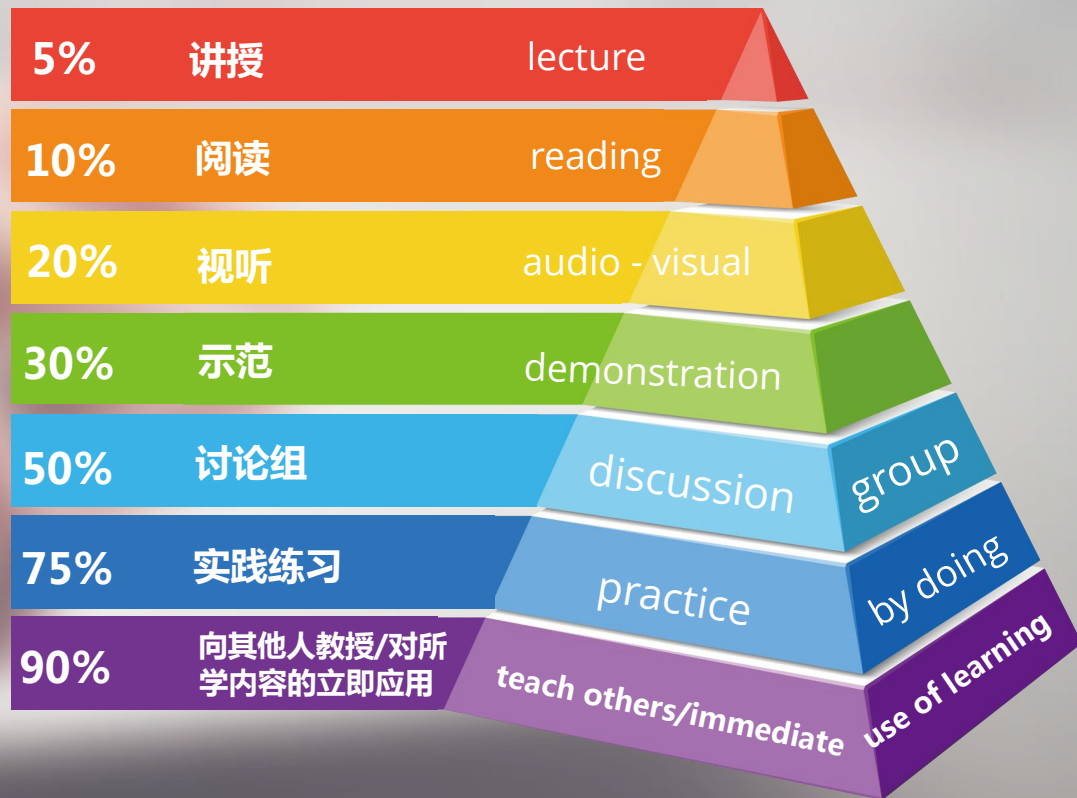 5% 讲授 lecture
10% 阅读 reading
20% 视听 audio - visual
30% 示范 demonstration
50% 讨论组 discussion group
75% 实践练习 practice by doing
90% 向其他人教授/对所
学内容的立即应用 teach others/immediate use of learning